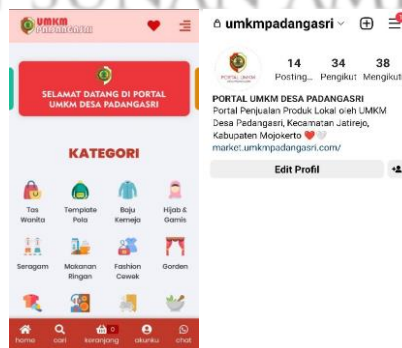 UMKM
PADANGASRI
SELAMAT DATANG DI PORTAL
UMKM DESA PADANGASRI
KATEGORI
Tas Wanita
Template Pola
Baju Kemeja
Hijab & Gamis
Seragam
Makanan Ringan
Fashion Cewek
Gorden
home
cari
0
keranjang
akunku
chat
umkmpadangasri
14
34
38
Posting...
Pengikut
Mengikuti
PORTAL UMKM DESA PADANGASRI
Portal Penjualan Produk Lokal oleh UMKM
Desa Padangasri, Kecamatan Jatirejo,
Kabupaten Mojokerto ❤️🤍
market.umkmpadangasri.com/
Edit Profil